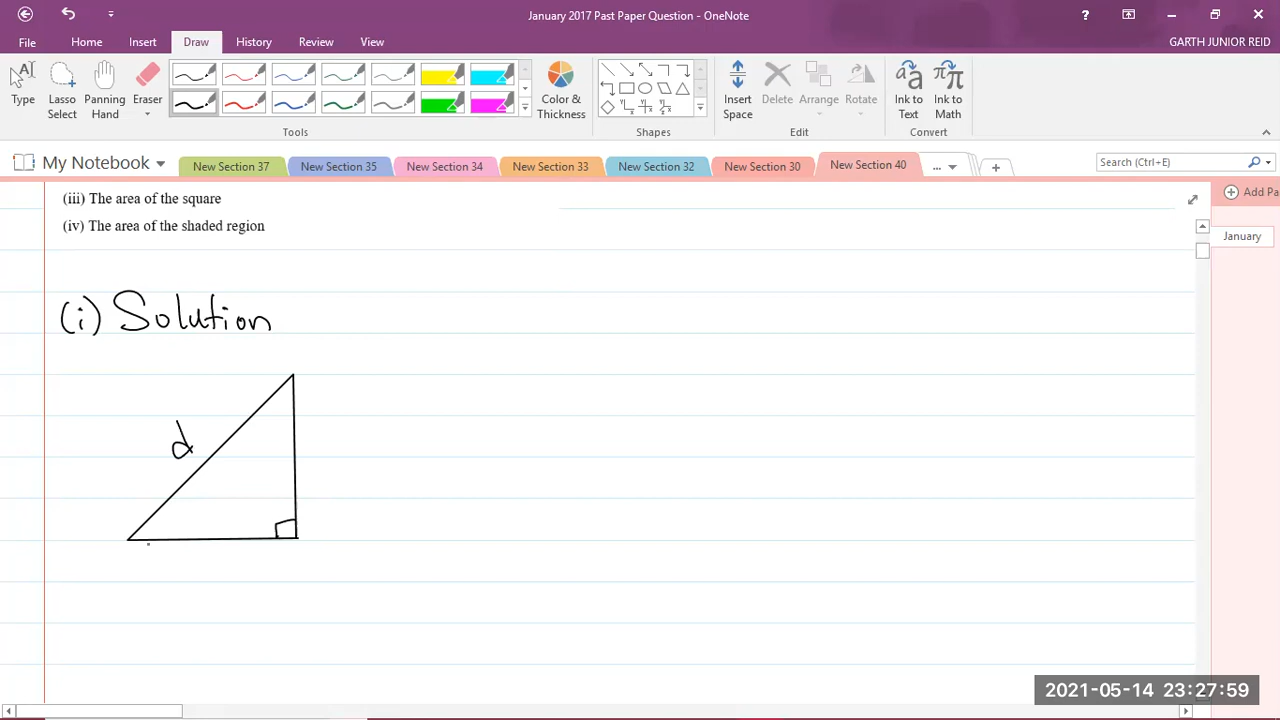 January 2017 Past Paper Question - OneNote
File Home Insert Draw History Review View
GARTH JUNIOR REID
Type
Lasso Select
Panning Hand
Eraser
Color & Thickness
Insert Space
Delete
Arrange
Rotate
Ink to Text
Ink to Math
Tools
Shapes
Edit
Convert
My Notebook
New Section 37
New Section 35
New Section 34
New Section 33
New Section 32
New Section 30
New Section 40
...
Search (Ctrl+E)
Add Pa
January
(iii) The area of the square
(iv) The area of the shaded region
(i) Solution
d
2021-05-14 23:27:59